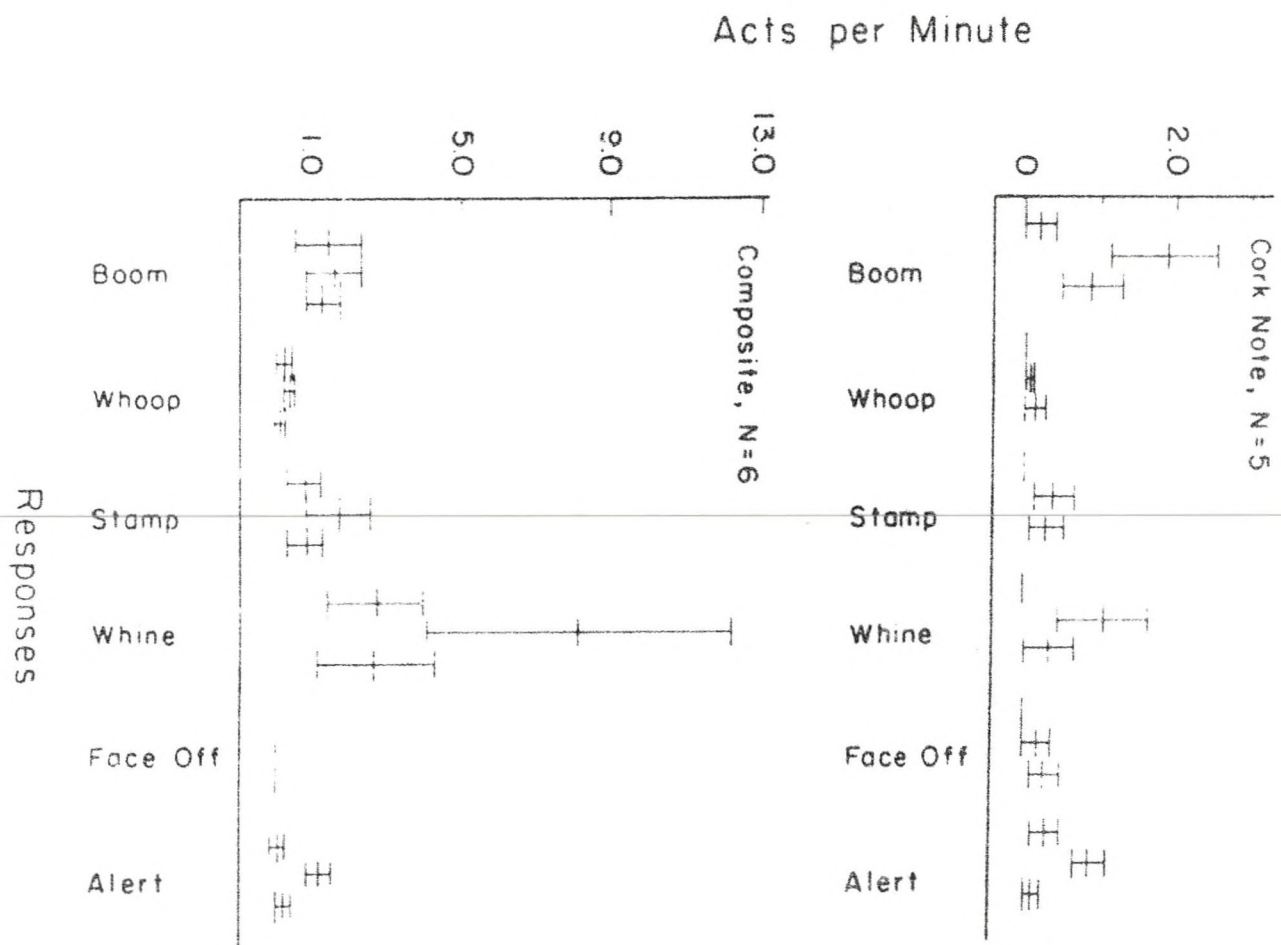 Acts per Minute
1.0
5.0
9.0
13.0
0
2.0
Composite, N=6
Cork Note, N=5
Boom
Whoop
Stamp
Whine
Face Off
Alert
Boom
Whoop
Stamp
Whine
Face Off
Alert
Responses